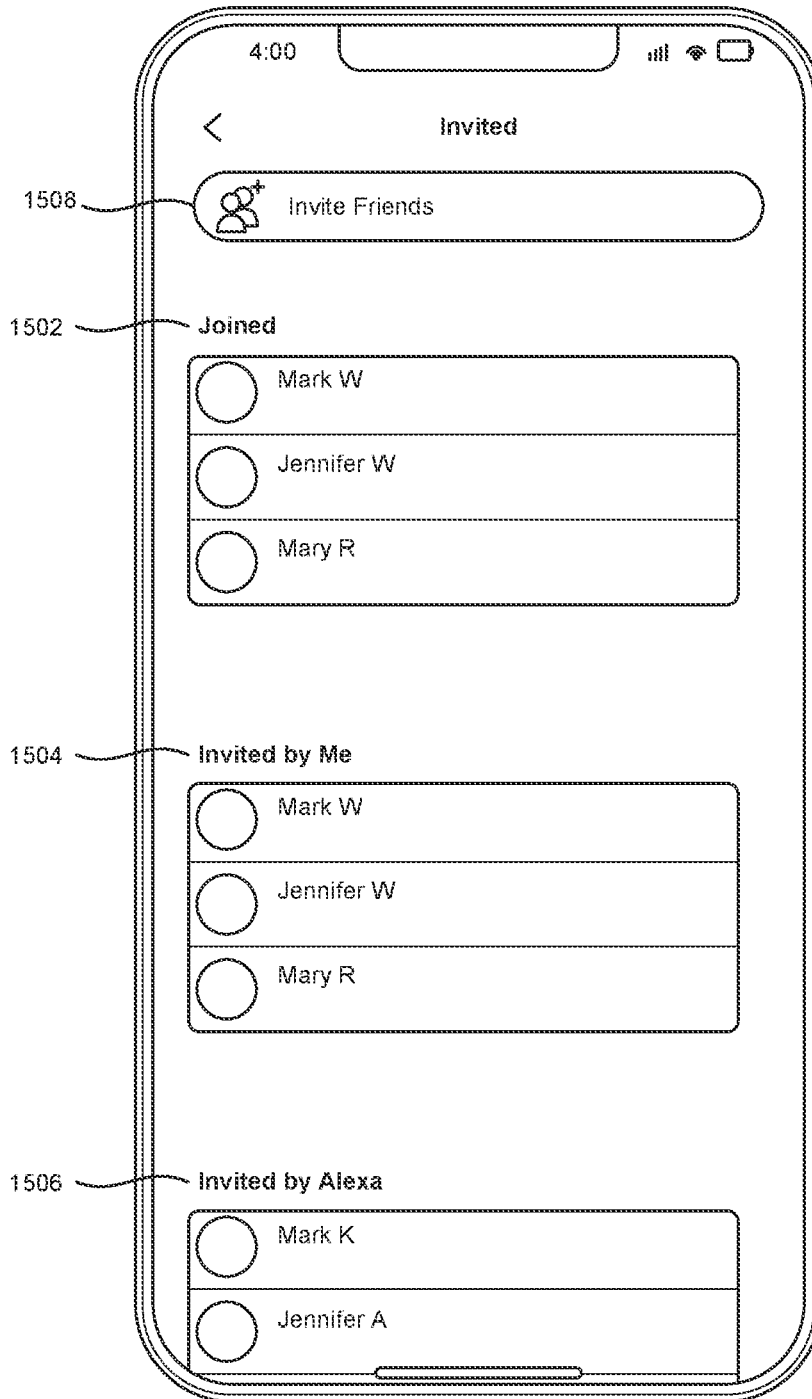 4:00
Invited
1508
Invite Friends
1502
Joined
Mark W
Jennifer W
Mary R
1504
Invited by Me
Mark W
Jennifer W
Mary R
1506
Invited by Alexa
Mark K
Jennifer A